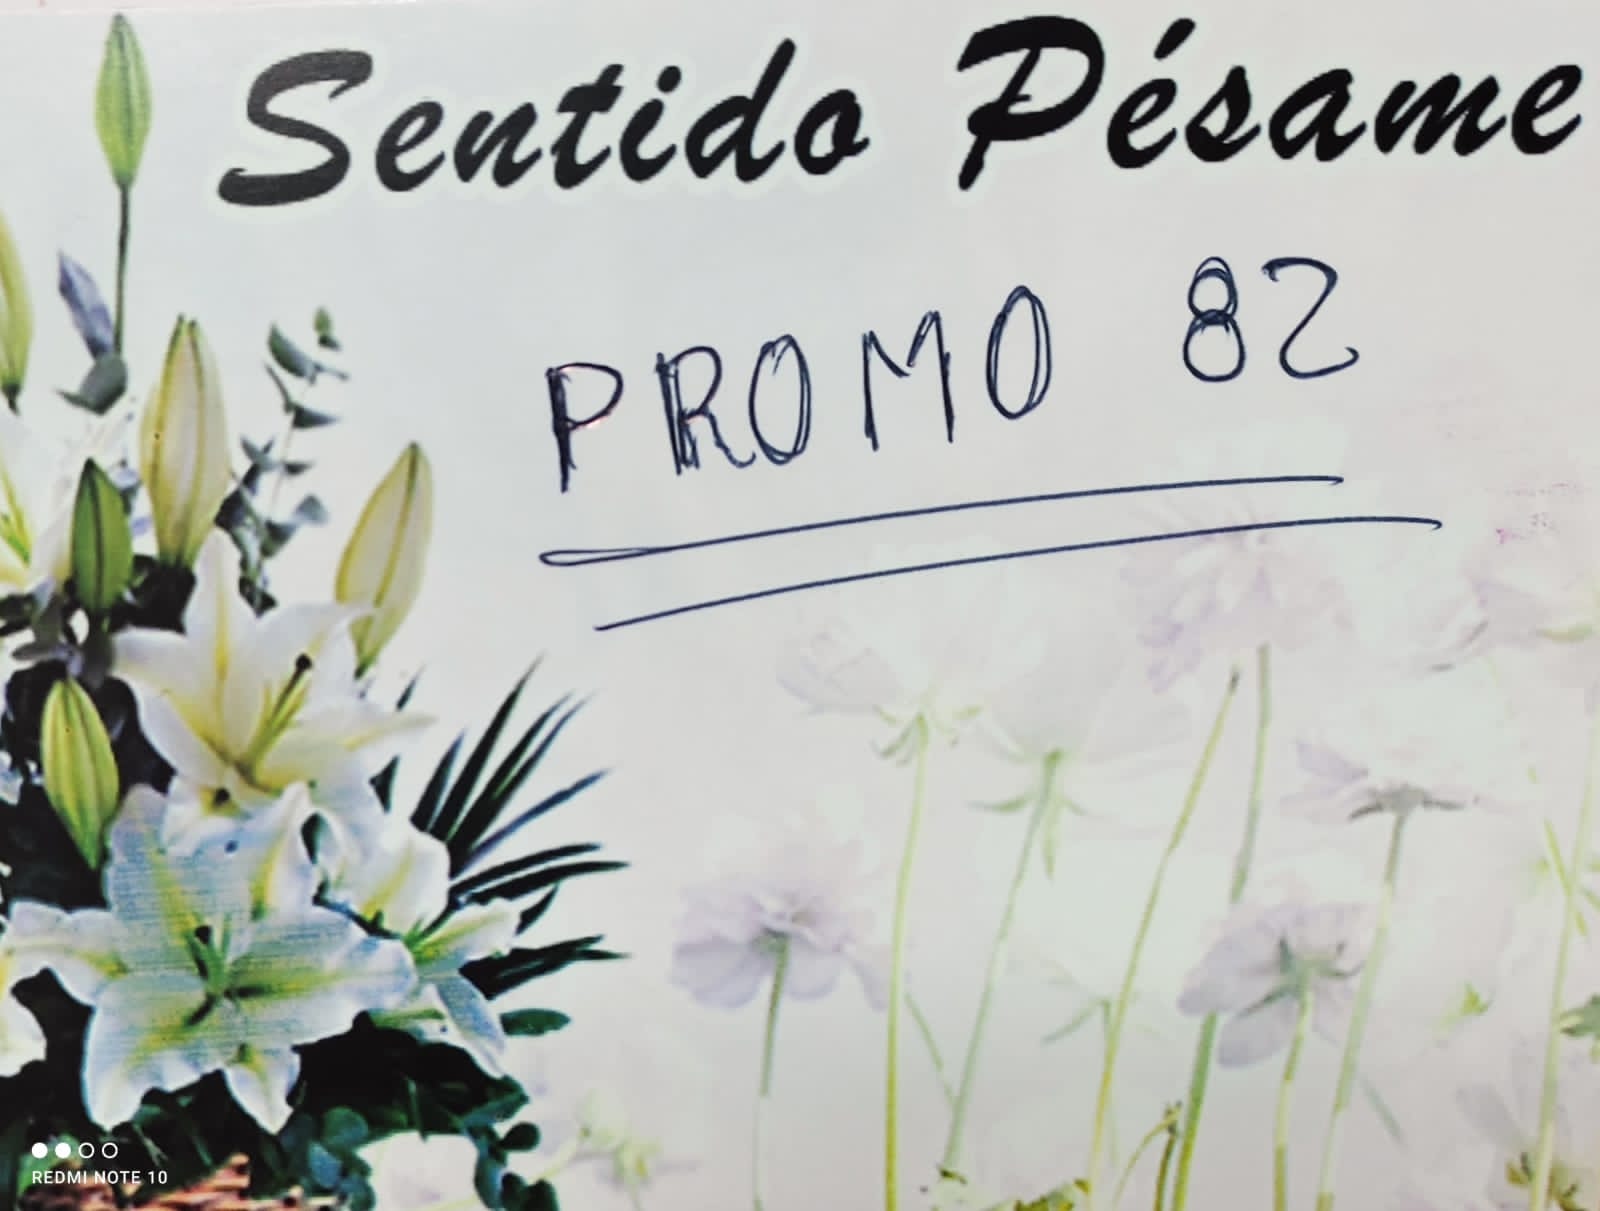 Sentido Pésame
PROMO 82
REDMI NOTE 10